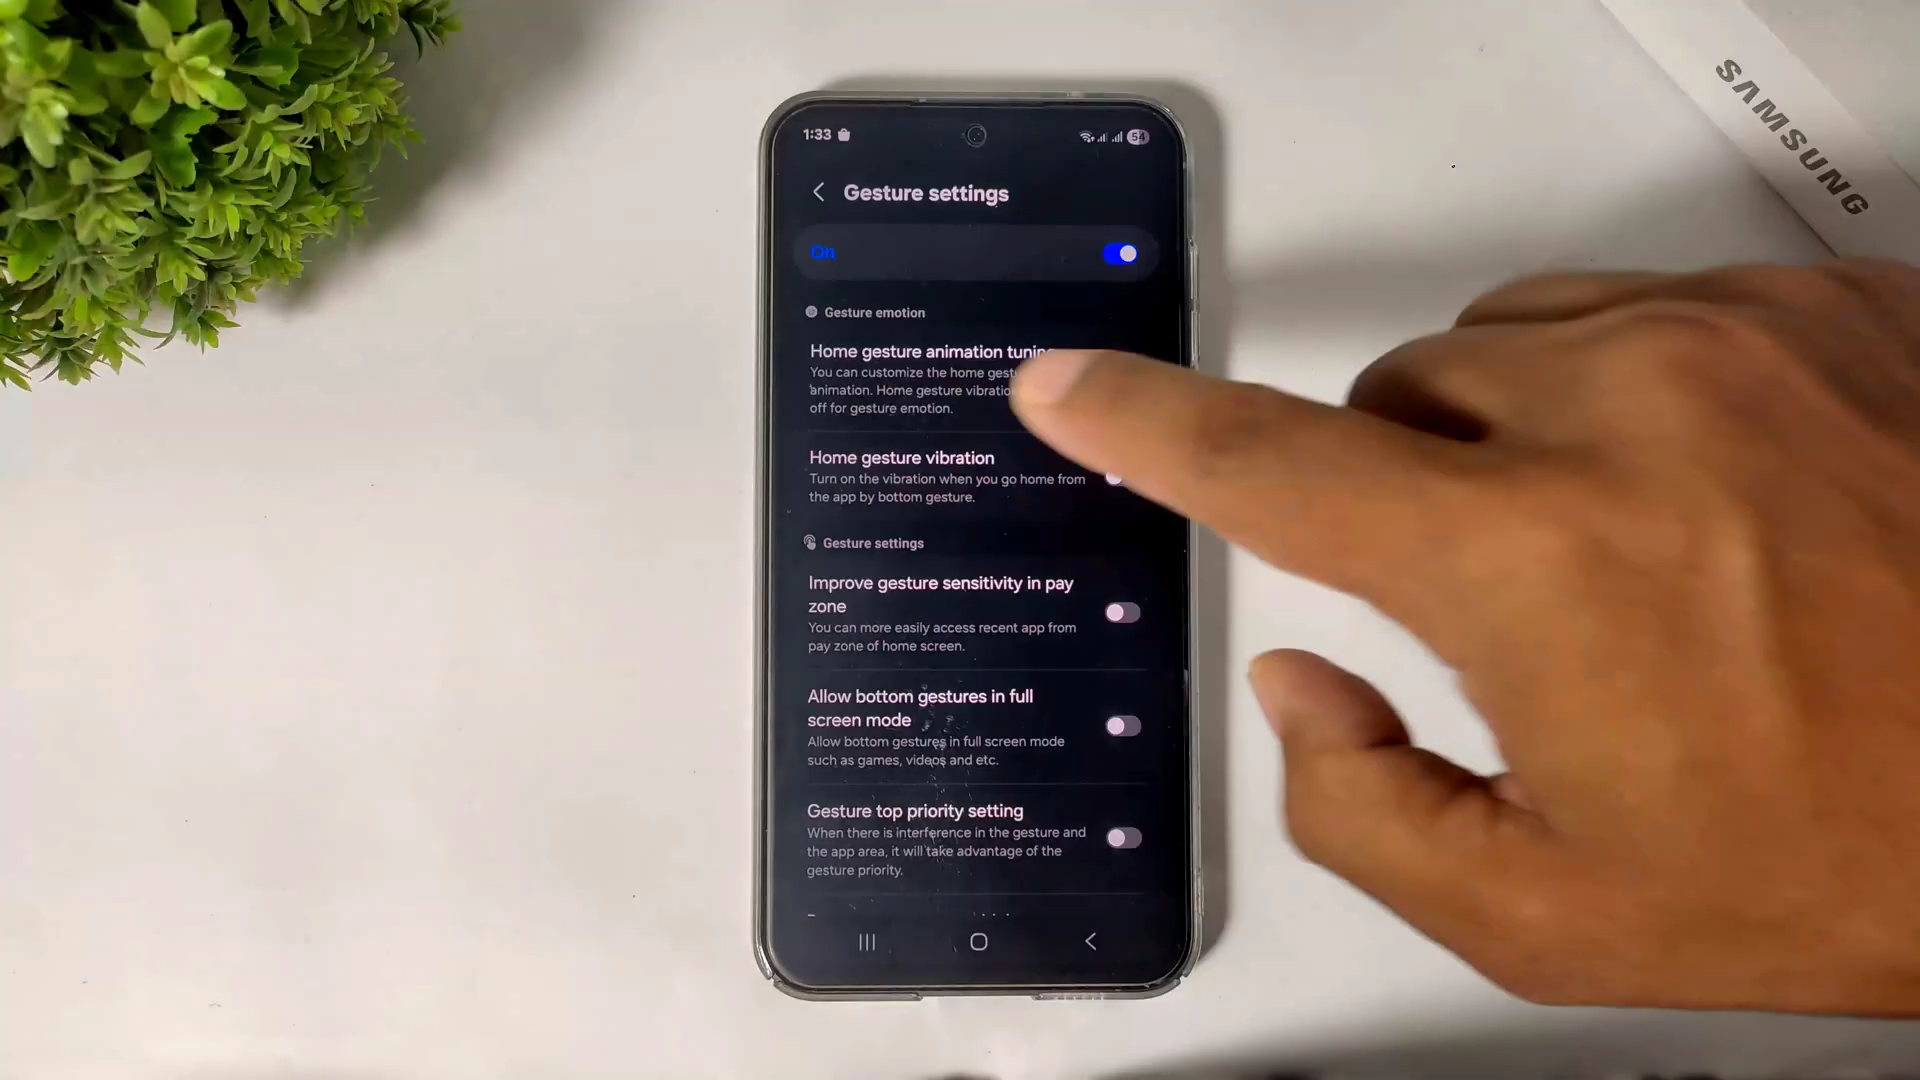 SAMSUNG
1:33
54
Gesture settings
On
Gesture emotion
Home gesture animation tuning
You can customize the home
animation. Home gesture
off for gesture emotion.
Home gesture vibration
Turn on the vibration when you go home from
the app by bottom gesture.
Gesture settings
Improve gesture sensitivity in pay
zone
You can more easily access recent app from
pay zone of home screen.
Allow bottom gestures in full
screen mode
Allow bottom gestures in full screen mode
such as games, videos and etc.
Gesture top priority setting
When there is interference in the gesture and
the app area, it will take advantage of the
gesture priority.